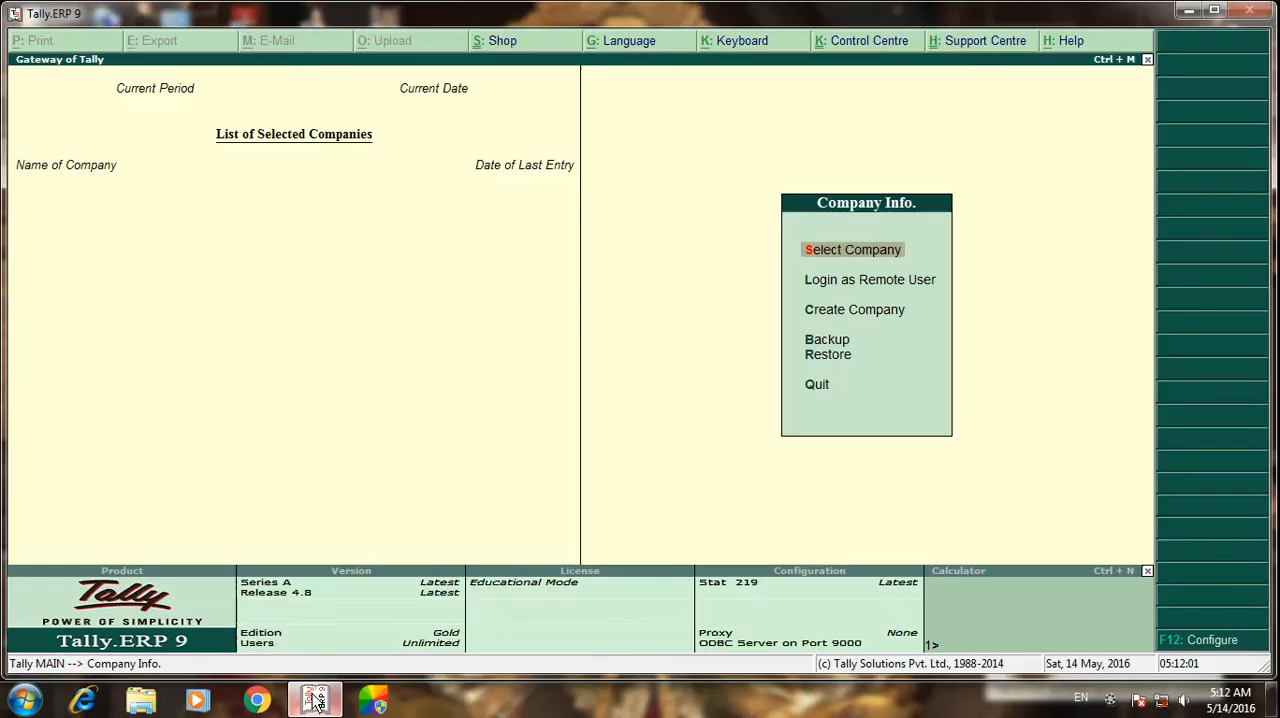 Tally.ERP 9
P: Print E: Export M: E-Mail O: Upload S: Shop G: Language K: Keyboard K: Control Centre H: Support Centre H: Help
Gateway of Tally Ctrl + M
Current Period Current Date
List of Selected Companies
Name of Company Date of Last Entry
Company Info.
Select Company
Login as Remote User
Create Company
Backup
Restore
Quit
Product Version License Configuration Calculator Ctrl + N
Tally
POWER OF SIMPLICITY
Tally.ERP 9
Series A Latest
Release 4.8 Latest
Edition Gold
Users Unlimited
Educational Mode
Stat 219 Latest
Proxy None
ODBC Server on Port 9000
1>
F12: Configure
Tally MAIN --> Company Info. (c) Tally Solutions Pvt. Ltd., 1988-2014 Sat, 14 May, 2016 05:12:01
EN 5:12 AM
5/14/2016